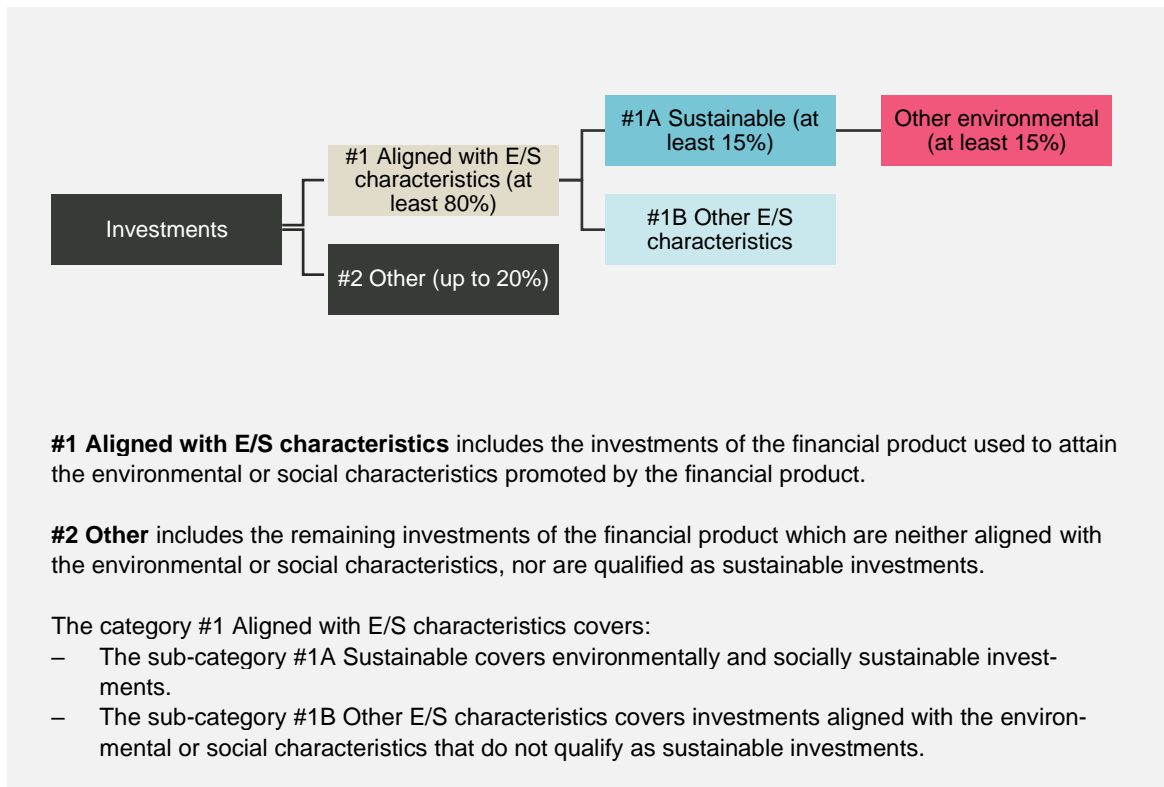 #1A Sustainable (at
least 15%)
Other environmental
(at least 15%)
#1 Aligned with E/S
characteristics (at
least 80%)
#1B Other E/S
characteristics
Investments
#2 Other (up to 20%)
#1 Aligned with E/S characteristics includes the investments of the financial product used to attain
the environmental or social characteristics promoted by the financial product.
#2 Other includes the remaining investments of the financial product which are neither aligned with
the environmental or social characteristics, nor are qualified as sustainable investments.
The category #1 Aligned with E/S characteristics covers:
– The sub-category #1A Sustainable covers environmentally and socially sustainable invest-
ments.
– The sub-category #1B Other E/S characteristics covers investments aligned with the environ-
mental or social characteristics that do not qualify as sustainable investments.